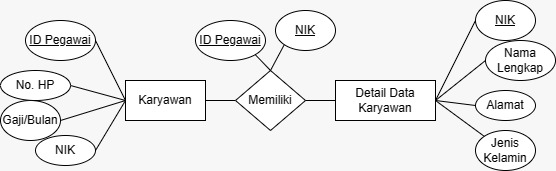 ID Pegawai
No. HP
Gaji/Bulan
NIK
Karyawan
ID Pegawai
NIK
Memiliki
Detail Data
Karyawan
NIK
Nama
Lengkap
Alamat
Jenis
Kelamin